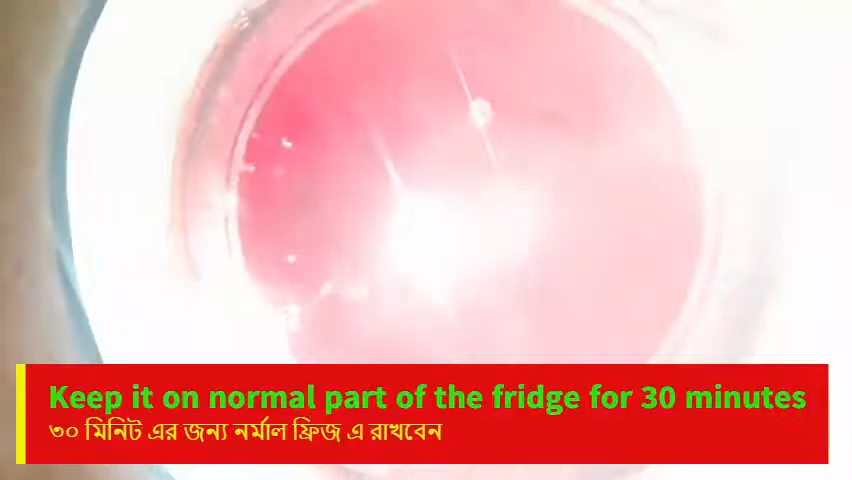 Keep it on normal part of the fridge for 30 minutes
৩০ মিনিট এর জন্য নর্মাল ফ্রিজ এ রাখবেন